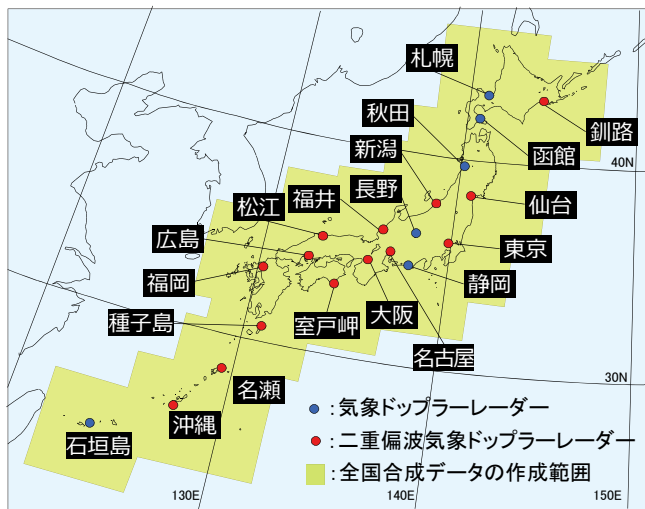 札幌
秋田
釧路
新潟
函館
40N
長野
福井
仙台
松江
広島
東京
福岡
静岡
種子島
室戸岬
大阪
名古屋
30N
名瀬
沖縄
石垣島
：気象ドップラーレーダー
：二重偏波気象ドップラーレーダー
：全国合成データの作成範囲
130E
140E
150E